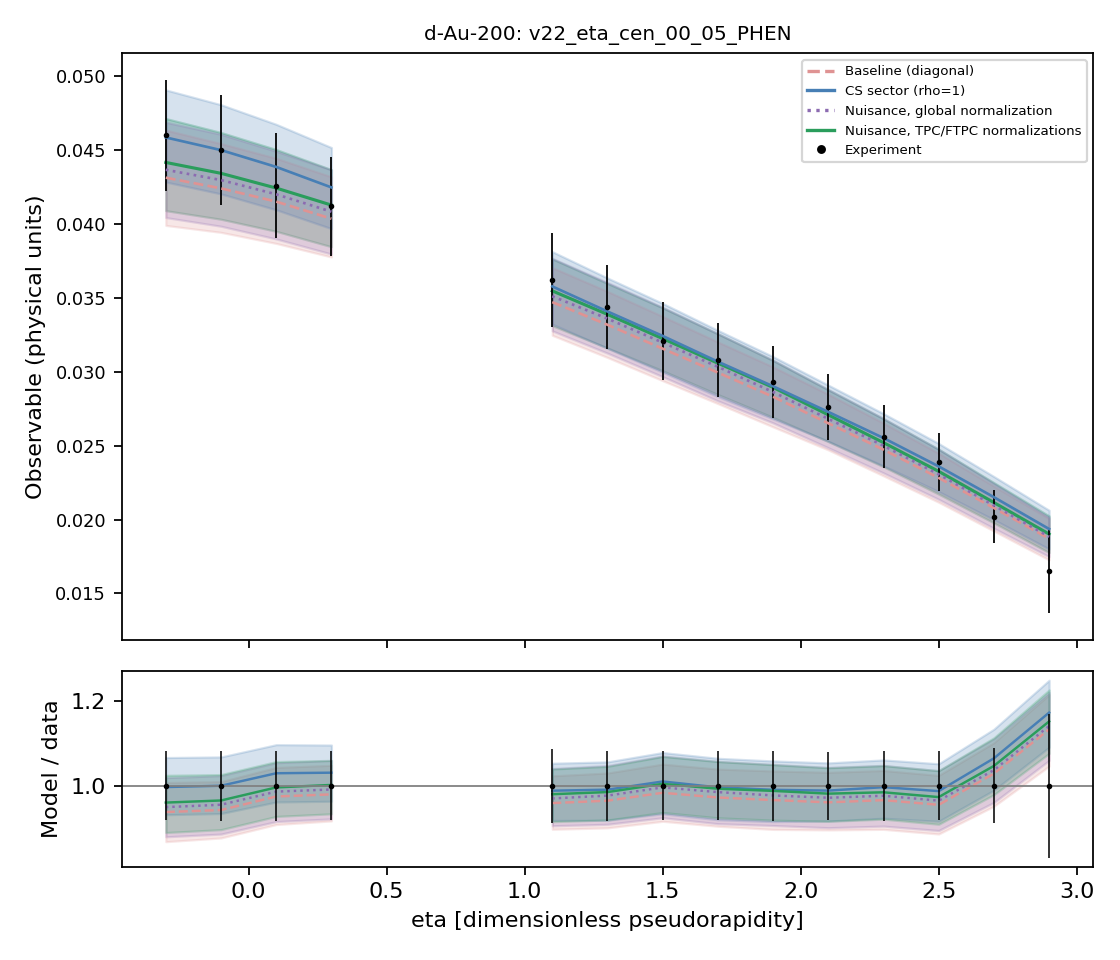 d-Au-200: v22_eta_cen_00_05_PHEN
Baseline (diagonal)
CS sector (rho=1)
Nuisance, global normalization
Nuisance, TPC/FTPC normalizations
Experiment
Observable (physical units)
0.050
0.045
0.040
0.035
0.030
0.025
0.020
0.015
Model / data
1.2
1.0
0.0 0.5 1.0 1.5 2.0 2.5 3.0
eta [dimensionless pseudorapidity]